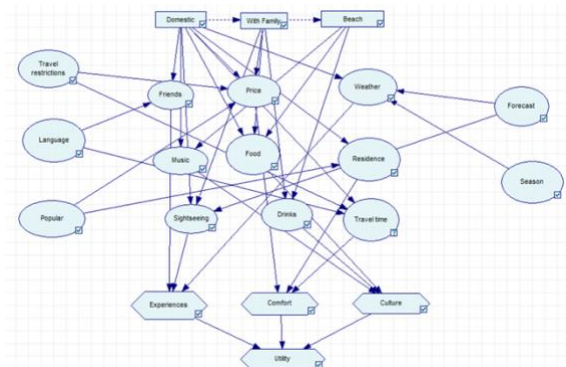 Domestic
With Family
Beach
Travel
restrictions
Friends
Price
Weather
Forecast
Language
Music
Food
Residence
Season
Popular
Sightseeing
Drinks
Travel time
Experiences
Comfort
Culture
Utility